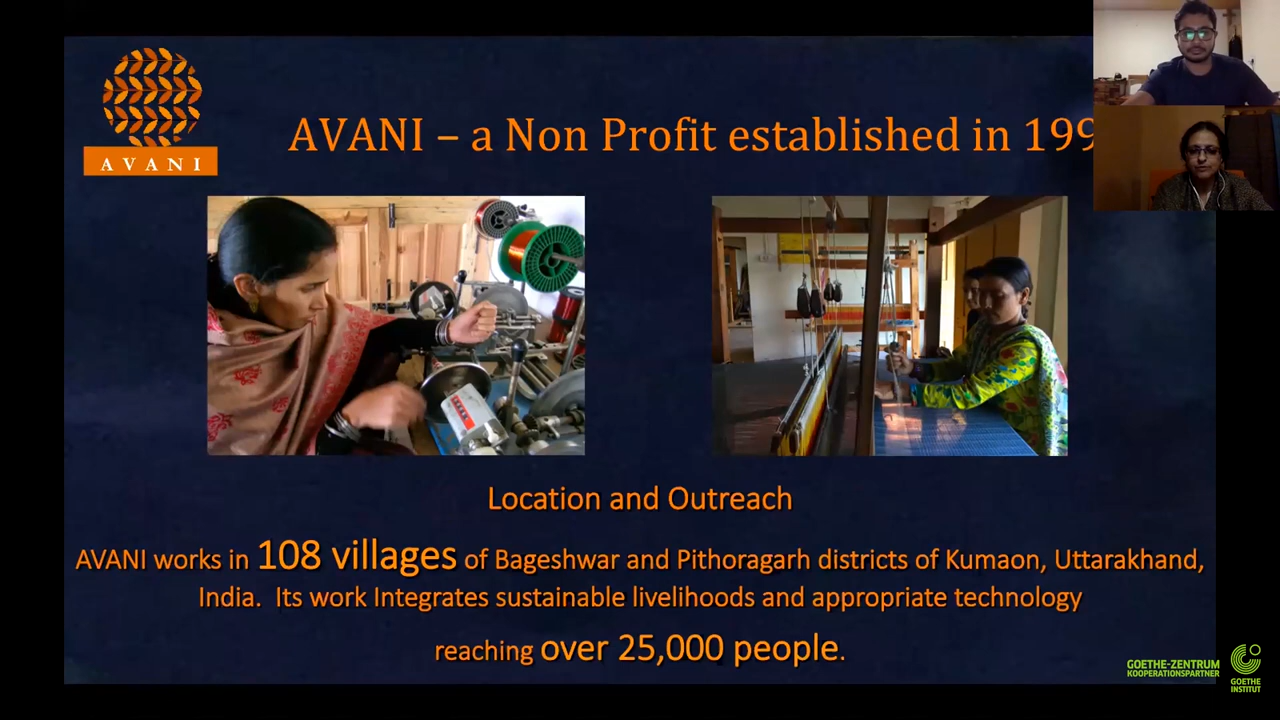 AVANI
AVANI – a Non Profit established in 199
Location and Outreach
AVANI works in 108 villages of Bageshwar and Pithoragarh districts of Kumaon, Uttarakhand,
India. Its work Integrates sustainable livelihoods and appropriate technology
reaching over 25,000 people.
GOETHE-ZENTRUM
KOOPERATIONSPARTNER
GOETHE
INSTITUT